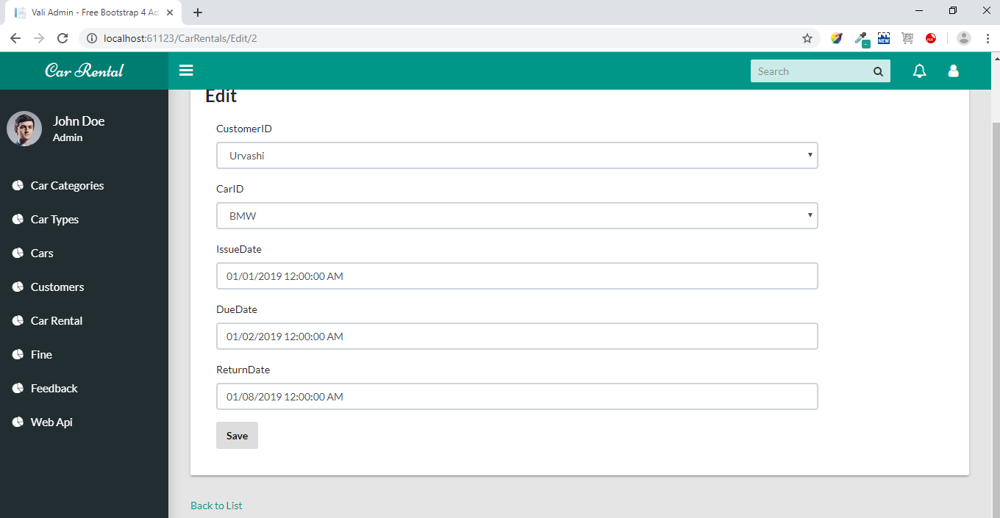 Vali Admin - Free Bootstrap 4 Ad
localhost:61123/CarRentals/Edit/2
NEW
PDF
Car Rental
Search
John Doe
Admin
Car Categories
Car Types
Cars
Customers
Car Rental
Fine
Feedback
Web Api
Edit
CustomerID
Urvashi
CarID
BMW
IssueDate
01/01/2019 12:00:00 AM
DueDate
01/02/2019 12:00:00 AM
ReturnDate
01/08/2019 12:00:00 AM
Save
Back to List